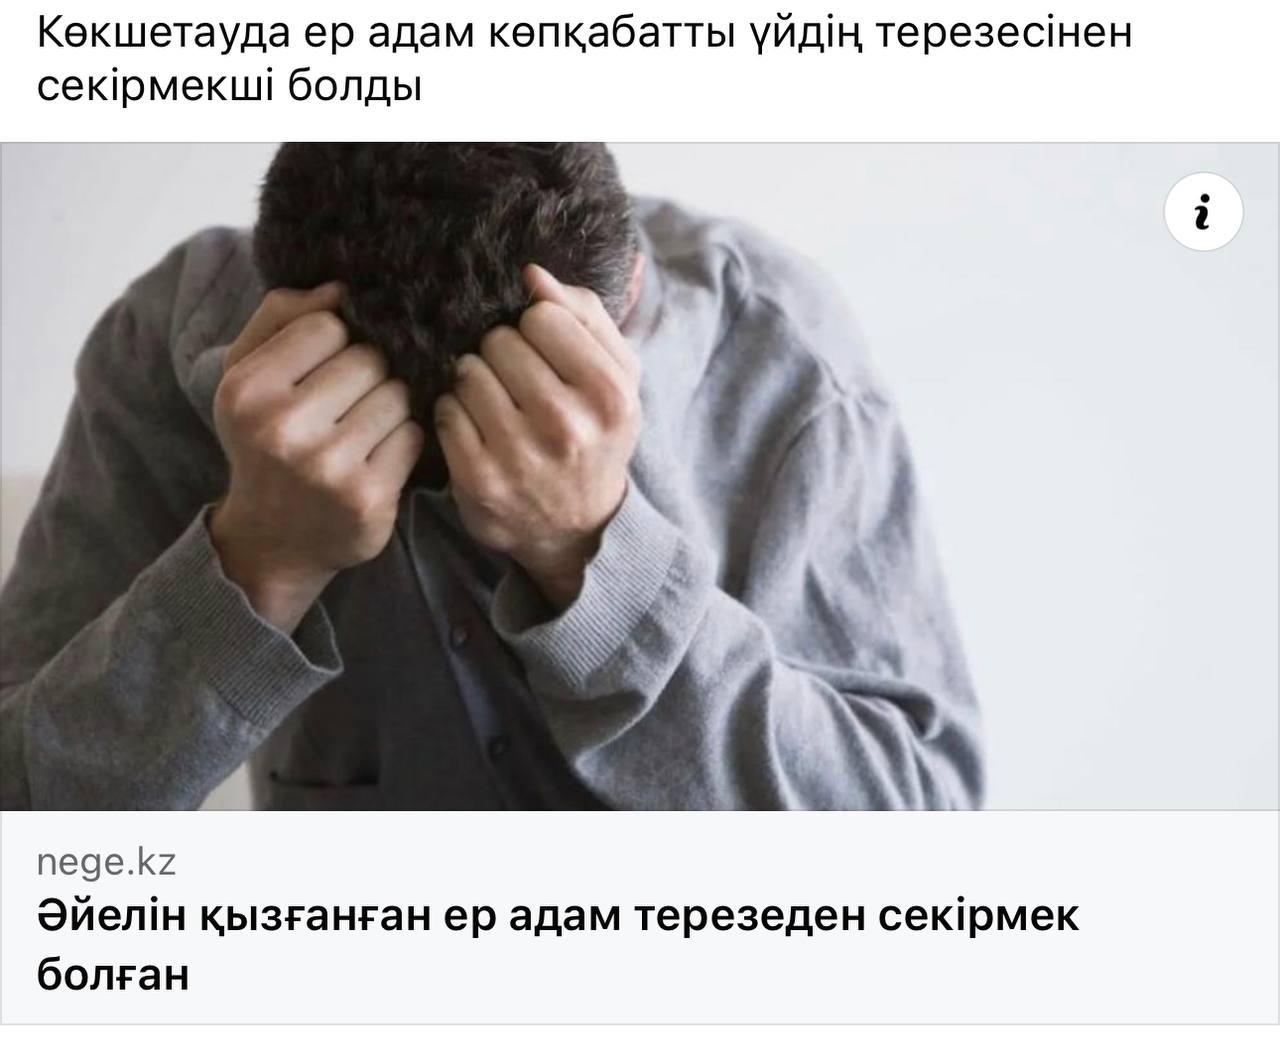 Көкшетауда ер адам көпқабатты үйдің терезесінен
секірмекші болды
i
nege.kz
Әйелін қызғанған ер адам терезеден секірмек
болған